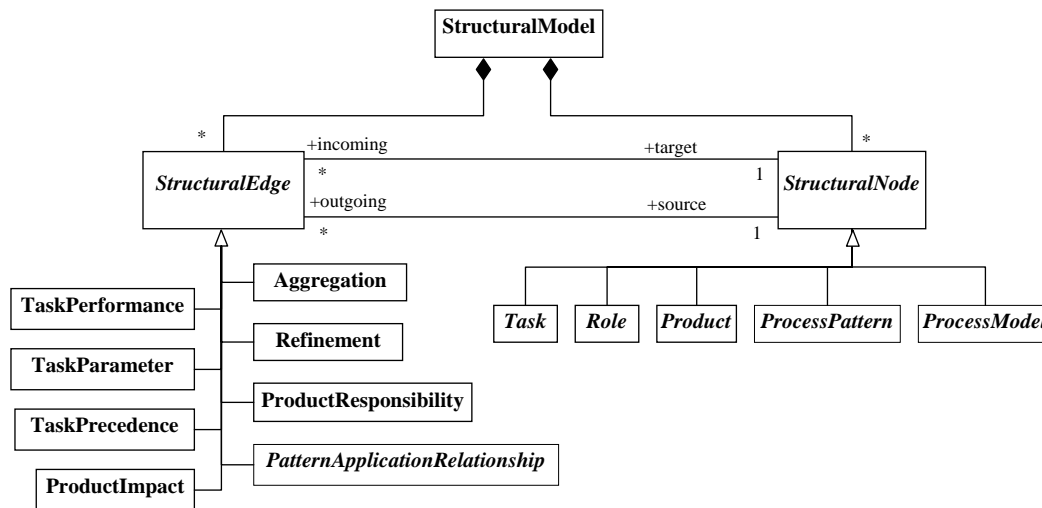 StructuralModel
*
*
+incoming
+target
StructuralEdge
StructuralNode
*
1
+outgoing
+source
*
1
Aggregation
TaskPerformance
Task
Role
Product
ProcessPattern
ProcessModel
Refinement
TaskParameter
ProductResponsibility
TaskPrecedence
PatternApplicationRelationship
ProductImpact